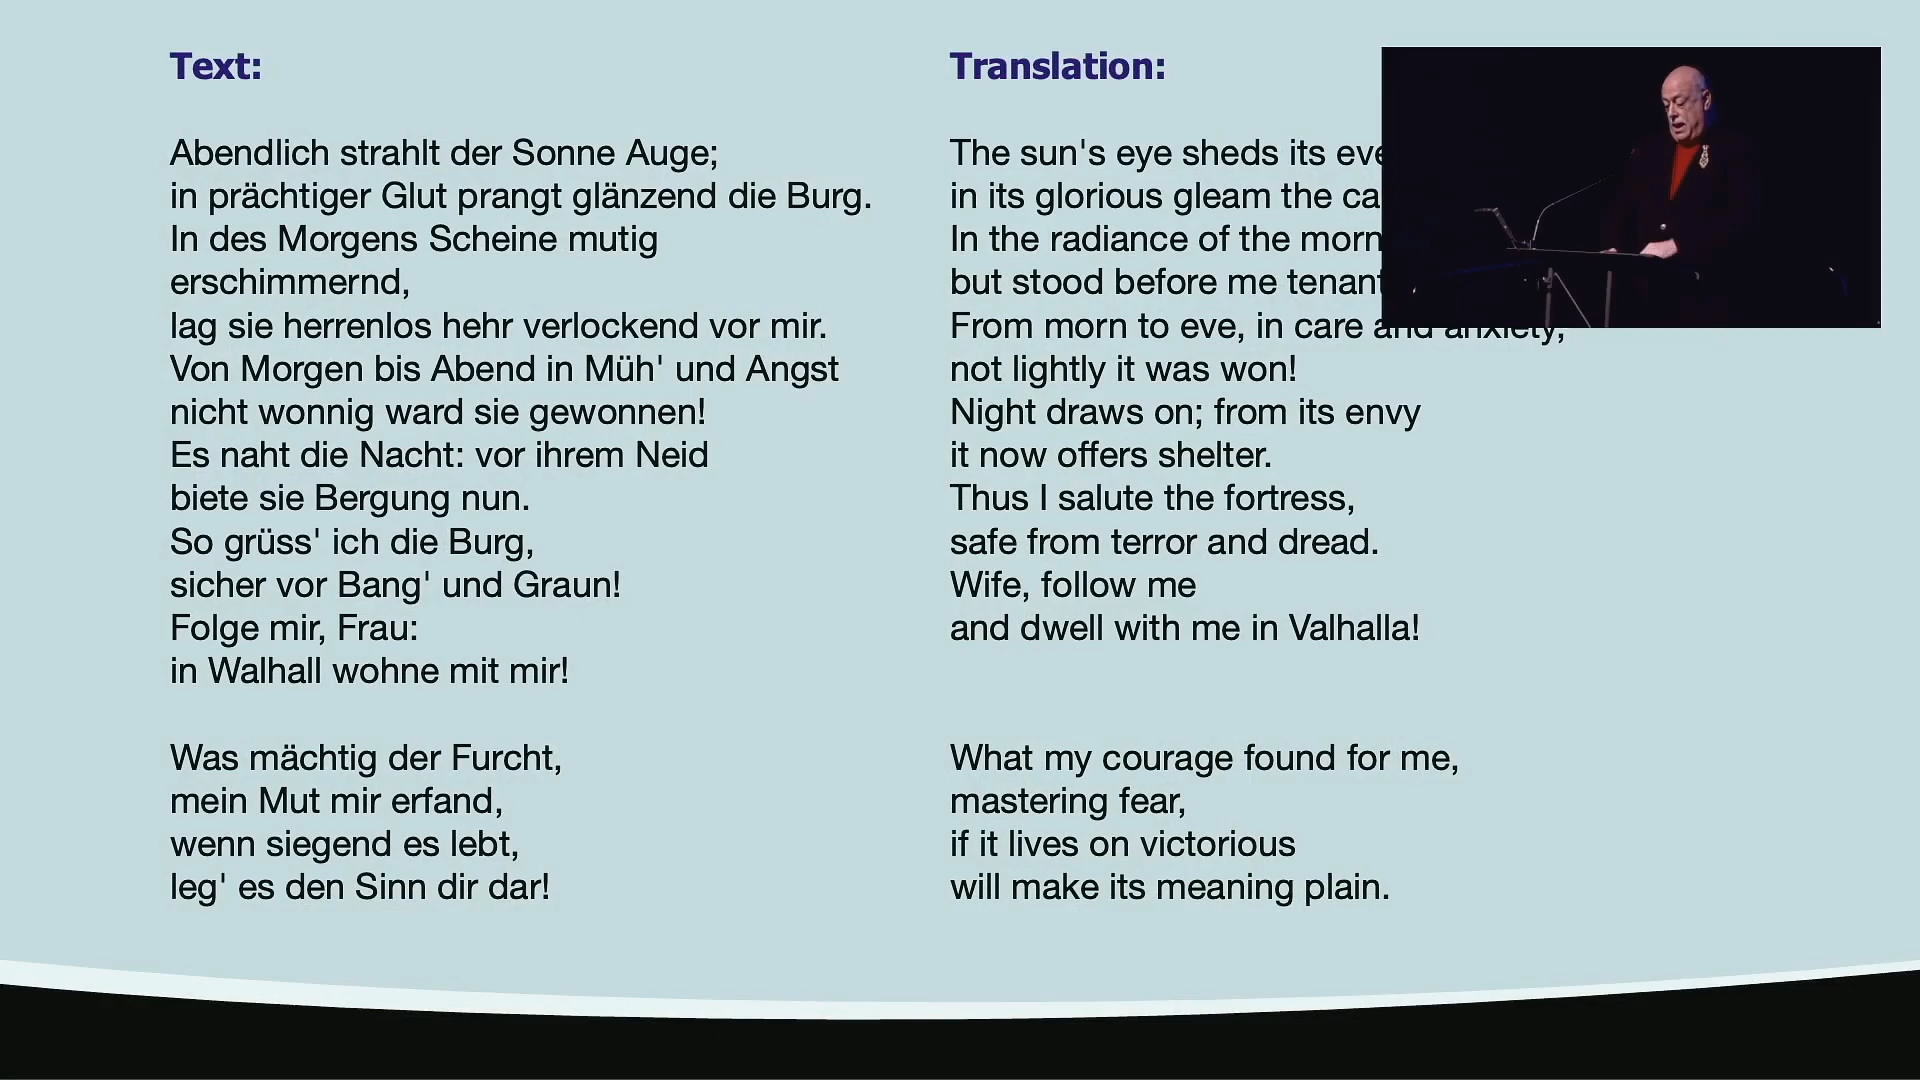 Text:
Abendlich strahlt der Sonne Auge;
in prächtiger Glut prangt glänzend die Burg.
In des Morgens Scheine mutig
erschimmernd,
lag sie herrenlos hehr verlockend vor mir.
Von Morgen bis Abend in Müh' und Angst
nicht wonnig ward sie gewonnen!
Es naht die Nacht: vor ihrem Neid
biete sie Bergung nun.
So grüss' ich die Burg,
sicher vor Bang' und Graun!
Folge mir, Frau:
in Walhall wohne mit mir!
Was mächtig der Furcht,
mein Mut mir erfand,
wenn siegend es lebt,
leg' es den Sinn dir dar!
Translation:
The sun's eye sheds its
in its glorious gleam the
In the radiance of the
but stood before me
From morn to eve, in care and anxiety,
not lightly it was won!
Night draws on; from its envy
it now offers shelter.
Thus I salute the fortress,
safe from terror and dread.
Wife, follow me
and dwell with me in Valhalla!
What my courage found for me,
mastering fear,
if it lives on victorious
will make its meaning plain.